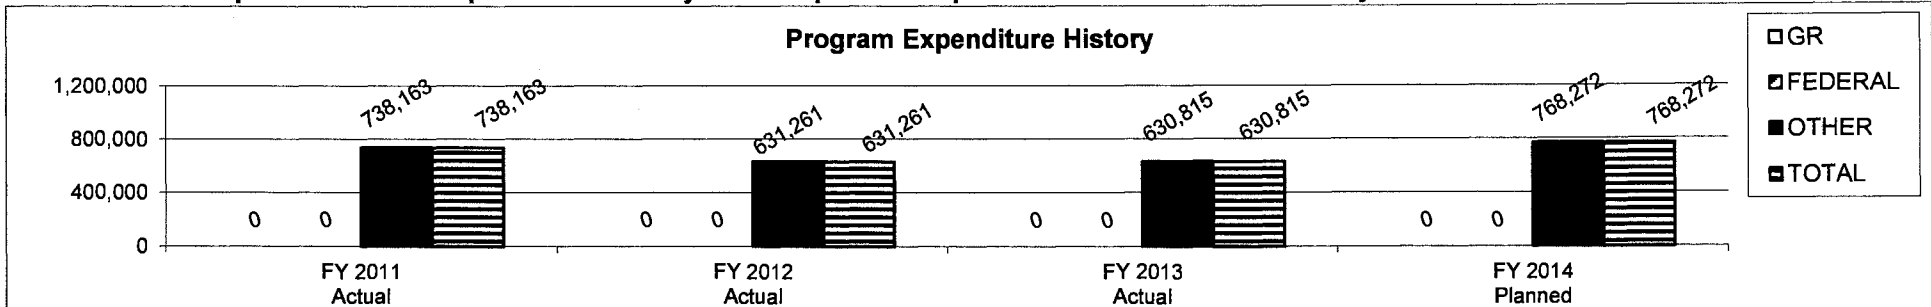 Program Expenditure History
GR
FEDERAL
OTHER
TOTAL
1,200,000
800,000
400,000
0
0 0 738,163 738,163
0 0 631,261 631,261
0 0 630,815 630,815
0 0 768,272 768,272
FY 2011 FY 2012 FY 2013 FY 2014
Actual Actual Actual Planned